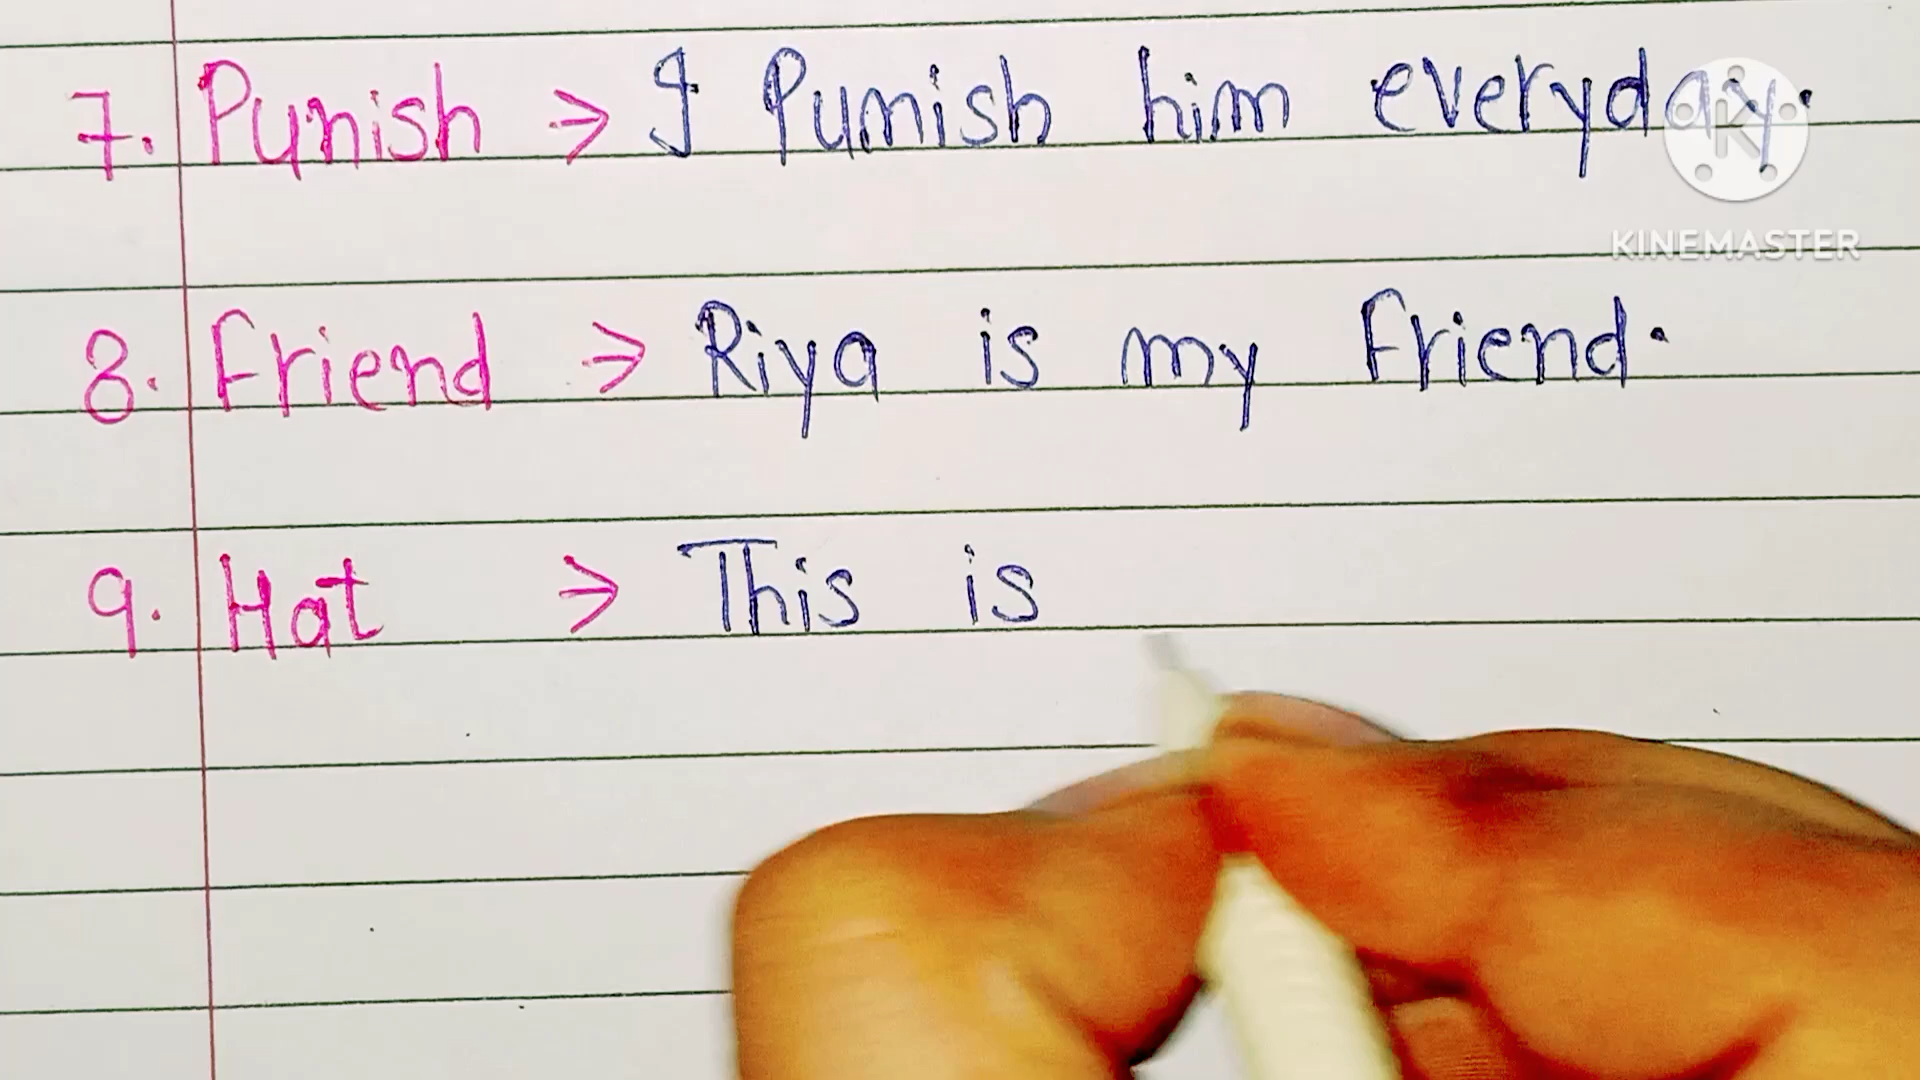 7. Punish → I Punish him everyday.
KINEMASTER
8. Friend → Riya is my Friend.
9. Hat → This is